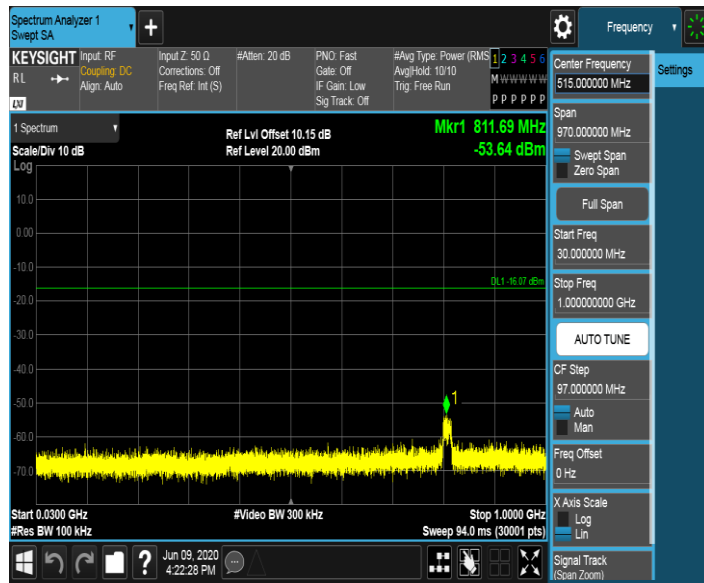 Spectrum Analyzer 1
Swept SA
+
Frequency
KEYSIGHT
RL
LXI
Input: RF
Coupling: DC
Align: Auto
Input Z: 50 Ω
Corrections: Off
Freq Ref: Int (S)
#Atten: 20 dB
PNO: Fast
Gate: Off
IF Gain: Low
Sig Track: Off
#Avg Type: Power (RMS
Avg|Hold: 10/10
Trig: Free Run
1 2 3 4 5 6
M W W W W W
P P P P P P
Center Frequency
515.000000 MHz
Settings
Span
970.000000 MHz
Swept Span
Zero Span
Full Span
Start Freq
30.000000 MHz
Stop Freq
1.000000000 GHz
AUTO TUNE
CF Step
97.000000 MHz
Auto
Man
Freq Offset
0 Hz
X Axis Scale
Log
Lin
Signal Track
(Span Zoom)
1 Spectrum
Scale/Div 10 dB
Log
Ref Lvl Offset 10.15 dB
Ref Level 20.00 dBm
Mkr1 811.69 MHz
-53.64 dBm
10.0
0.00
-10.0
DL1 -16.07 dBm
-20.0
-30.0
-40.0
-50.0
1
-60.0
-70.0
Start 0.0300 GHz
#Res BW 100 kHz
#Video BW 300 kHz
Stop 1.0000 GHz
Sweep 94.0 ms (30001 pts)
?
Jun 09, 2020
4:22:28 PM